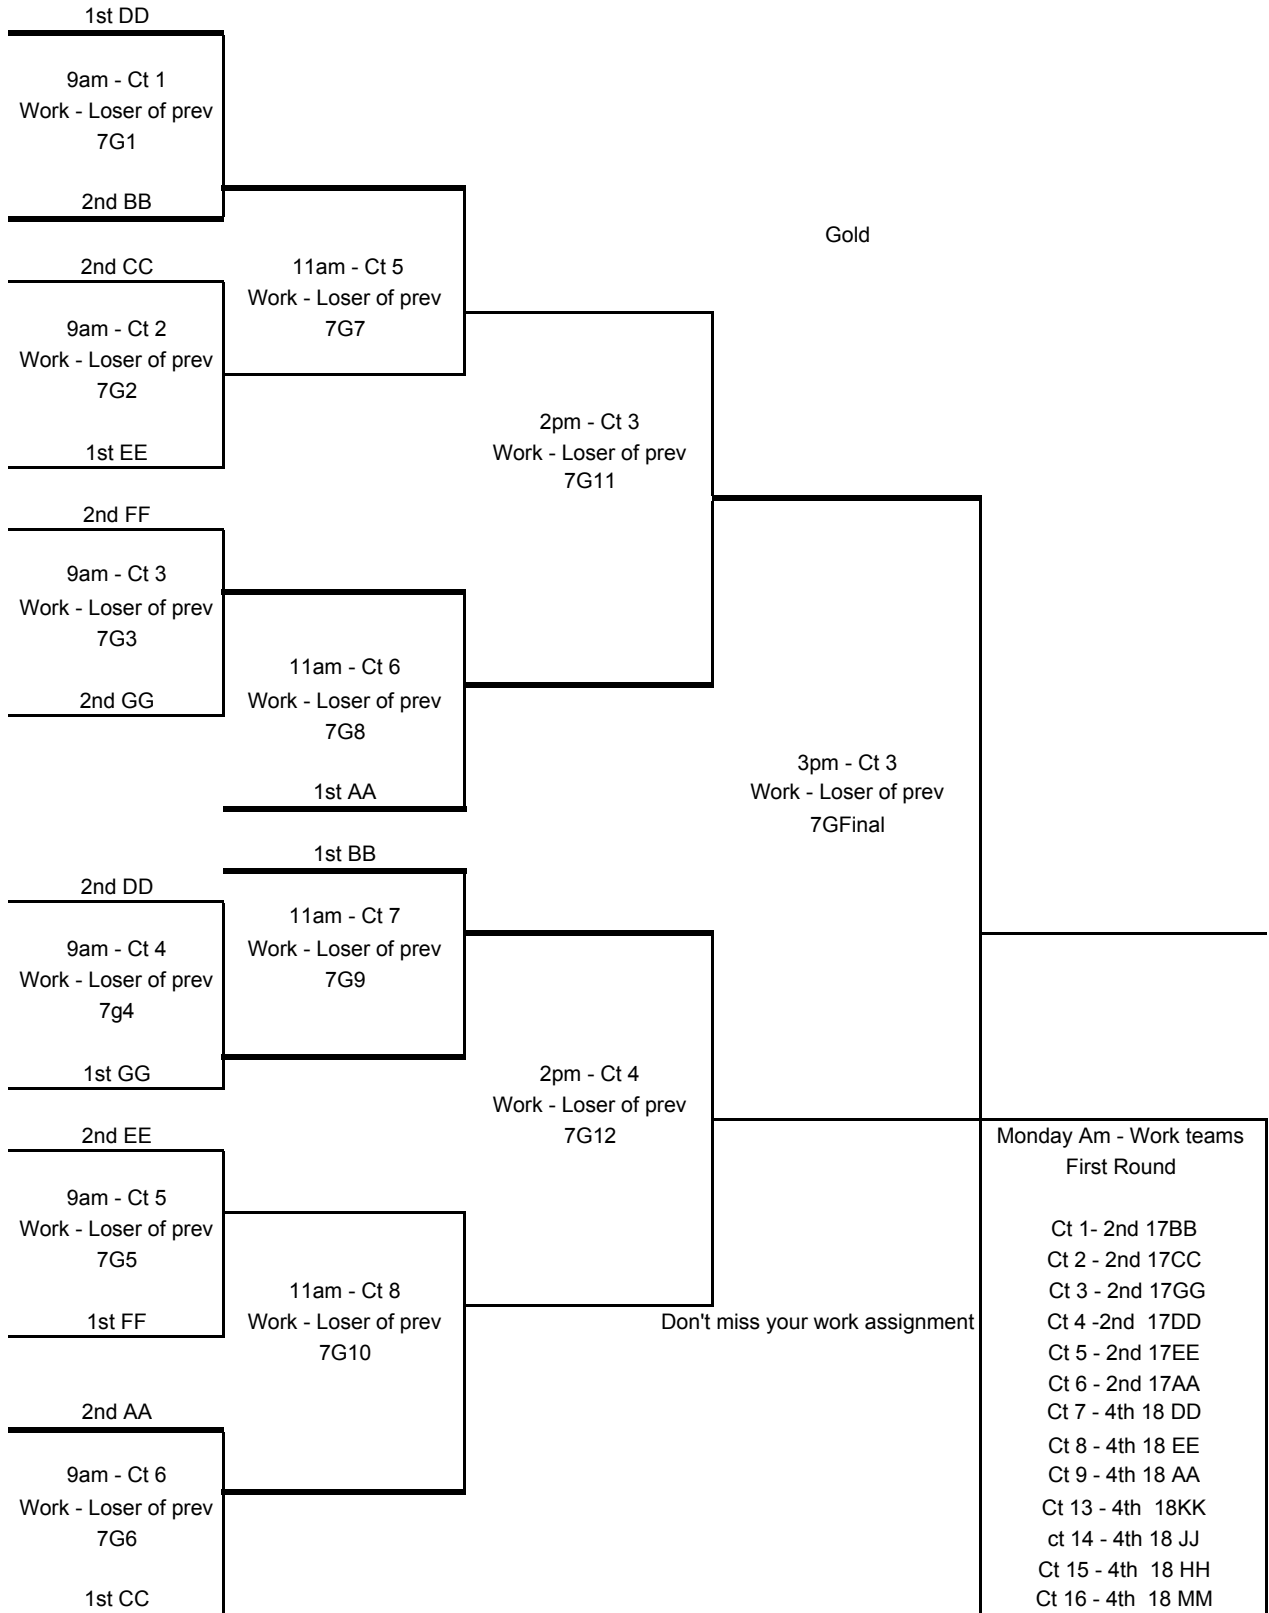 1st DD
9am - Ct 1
Work - Loser of prev
7G1
2nd BB
Gold
2nd CC
11am - Ct 5
Work - Loser of prev
7G7
9am - Ct 2
Work - Loser of prev
7G2
2pm - Ct 3
Work - Loser of prev
7G11
1st EE
2nd FF
9am - Ct 3
Work - Loser of prev
7G3
11am - Ct 6
Work - Loser of prev
7G8
2nd GG
3pm - Ct 3
Work - Loser of prev
7GFinal
1st AA
1st BB
2nd DD
11am - Ct 7
Work - Loser of prev
7G9
9am - Ct 4
Work - Loser of prev
7g4
1st GG
2pm - Ct 4
Work - Loser of prev
7G12
2nd EE
9am - Ct 5
Work - Loser of prev
7G5
11am - Ct 8
Work - Loser of prev
7G10
1st FF
Don't miss your work assignment
2nd AA
9am - Ct 6
Work - Loser of prev
7G6
1st CC
Monday Am - Work teams
First Round
Ct 1- 2nd 17BB
Ct 2 - 2nd 17CC
Ct 3 - 2nd 17GG
Ct 4 -2nd  17DD
Ct 5 - 2nd 17EE
Ct 6 - 2nd 17AA
Ct 7 - 4th 18 DD
Ct 8 - 4th 18 EE
Ct 9 - 4th 18 AA
Ct 13 - 4th  18KK
ct 14 - 4th 18 JJ
Ct 15 - 4th  18 HH
Ct 16 - 4th  18 MM